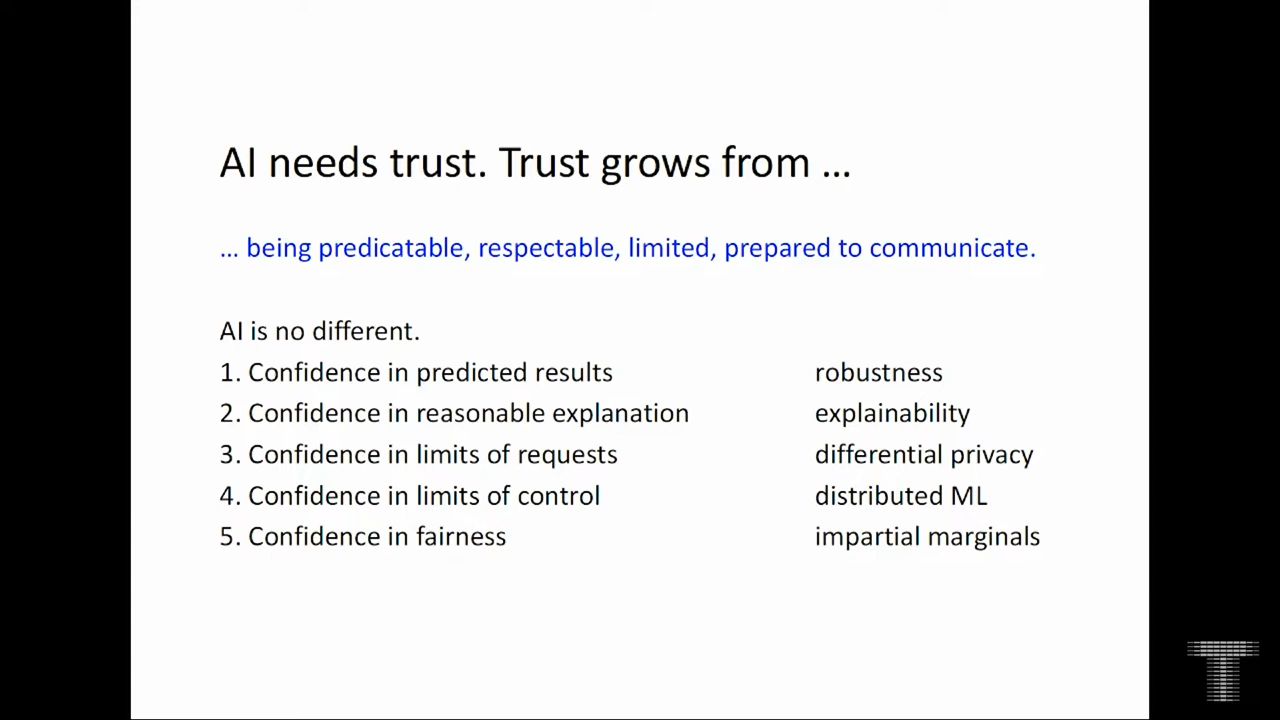 AI needs trust. Trust grows from ...
... being predicatable, respectable, limited, prepared to communicate.
AI is no different.
1. Confidence in predicted results robustness
2. Confidence in reasonable explanation explainability
3. Confidence in limits of requests differential privacy
4. Confidence in limits of control distributed ML
5. Confidence in fairness impartial marginals
T